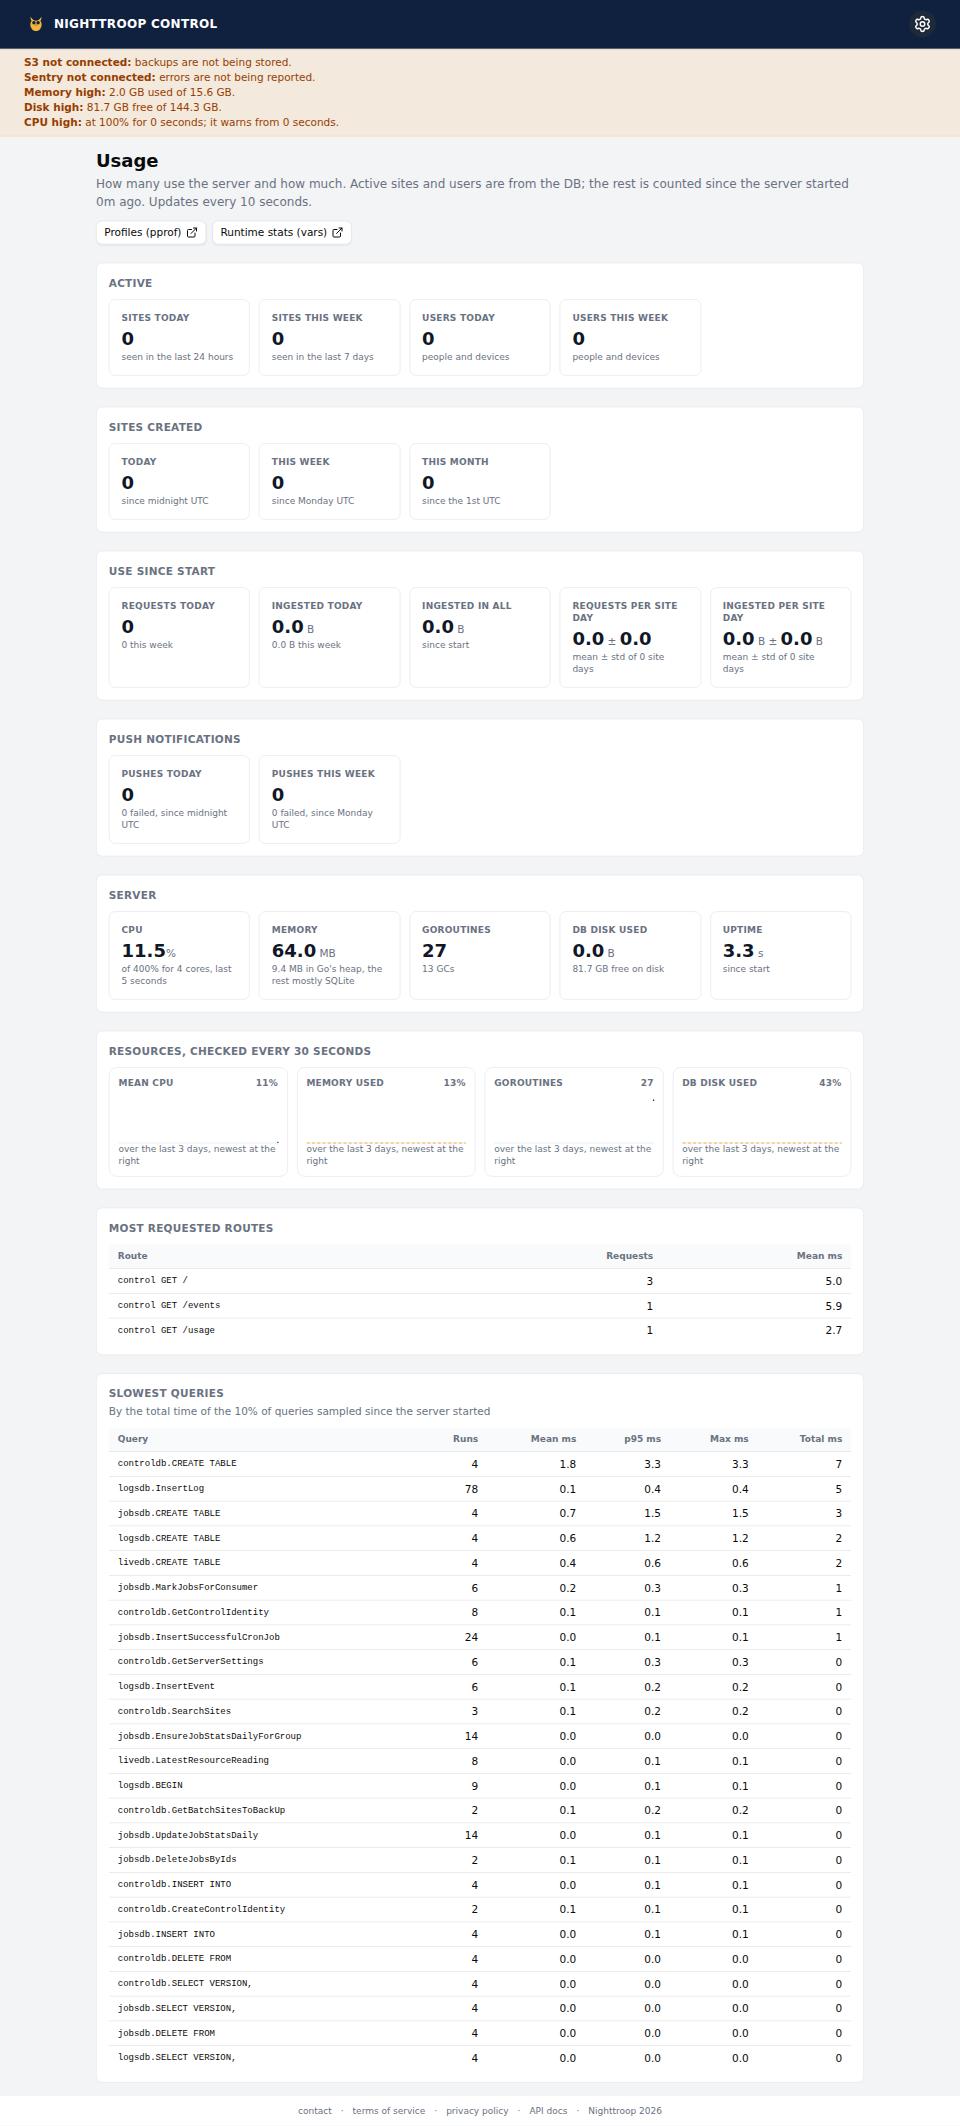 NIGHTTROOP CONTROL
S3 not connected: backups are not being stored.
Sentry not connected: errors are not being reported.
Memory high: 2.0 GB used of 15.6 GB.
Disk high: 81.7 GB free of 144.3 GB.
CPU high: at 100% for 0 seconds; it warns from 0 seconds.
Usage
How many use the server and how much. Active sites and users are from the DB; the rest is counted since the server started
0m ago. Updates every 10 seconds.
Profiles (pprof) Runtime stats (vars)
ACTIVE
SITES TODAY
0
seen in the last 24 hours
SITES THIS WEEK
0
seen in the last 7 days
USERS TODAY
0
people and devices
USERS THIS WEEK
0
people and devices
SITES CREATED
TODAY
0
since midnight UTC
THIS WEEK
0
since Monday UTC
THIS MONTH
0
since the 1st UTC
USE SINCE START
REQUESTS TODAY
0
0 this week
INGESTED TODAY
0.0 B
0.0 B this week
INGESTED IN ALL
0.0 B
since start
REQUESTS PER SITE
DAY
0.0 ± 0.0
mean ± std of 0 site
days
INGESTED PER SITE
DAY
0.0 B ± 0.0 B
mean ± std of 0 site
days
PUSH NOTIFICATIONS
PUSHES TODAY
0
0 failed, since midnight
UTC
PUSHES THIS WEEK
0
0 failed, since Monday
UTC
SERVER
CPU
11.5%
of 400% for 4 cores, last
5 seconds
MEMORY
64.0 MB
9.4 MB in Go's heap, the
rest mostly SQLite
GOROUTINES
27
13 GCs
DB DISK USED
0.0 B
81.7 GB free on disk
UPTIME
3.3 s
since start
RESOURCES, CHECKED EVERY 30 SECONDS
MEAN CPU 11%
over the last 3 days, newest at the
right
MEMORY USED 13%
over the last 3 days, newest at the
right
GOROUTINES 27
over the last 3 days, newest at the
right
DB DISK USED 43%
over the last 3 days, newest at the
right
MOST REQUESTED ROUTES
Route Requests Mean ms
control GET / 3 5.0
control GET /events 1 5.9
control GET /usage 1 2.7
SLOWEST QUERIES
By the total time of the 10% of queries sampled since the server started
Query Runs Mean ms p95 ms Max ms Total ms
controldb.CREATE TABLE 4 1.8 3.3 3.3 7
logsdb.InsertLog 78 0.1 0.4 0.4 5
jobsdb.CREATE TABLE 4 0.7 1.5 1.5 3
logsdb.CREATE TABLE 4 0.6 1.2 1.2 2
livedb.CREATE TABLE 4 0.4 0.6 0.6 2
jobsdb.MarkJobsForConsumer 6 0.2 0.3 0.3 1
controldb.GetControlIdentity 8 0.1 0.1 0.1 1
jobsdb.InsertSuccessfulCronJob 24 0.0 0.1 0.1 1
controldb.GetServerSettings 6 0.1 0.3 0.3 0
logsdb.InsertEvent 6 0.1 0.2 0.2 0
controldb.SearchSites 3 0.1 0.2 0.2 0
jobsdb.EnsureJobStatsDailyForGroup 14 0.0 0.0 0.0 0
livedb.LatestResourceReading 8 0.0 0.1 0.1 0
logsdb.BEGIN 9 0.0 0.1 0.1 0
controldb.GetBatchSitesToBackUp 2 0.1 0.2 0.2 0
jobsdb.UpdateJobStatsDaily 14 0.0 0.1 0.1 0
jobsdb.DeleteJobsByIds 2 0.1 0.1 0.1 0
controldb.INSERT INTO 4 0.0 0.1 0.1 0
controldb.CreateControlIdentity 2 0.1 0.1 0.1 0
jobsdb.INSERT INTO 4 0.0 0.1 0.1 0
controldb.DELETE FROM 4 0.0 0.0 0.0 0
controldb.SELECT VERSION, 4 0.0 0.0 0.0 0
jobsdb.SELECT VERSION, 4 0.0 0.0 0.0 0
jobsdb.DELETE FROM 4 0.0 0.0 0.0 0
logsdb.SELECT VERSION, 4 0.0 0.0 0.0 0
contact · terms of service · privacy policy · API docs · Nighttroop 2026